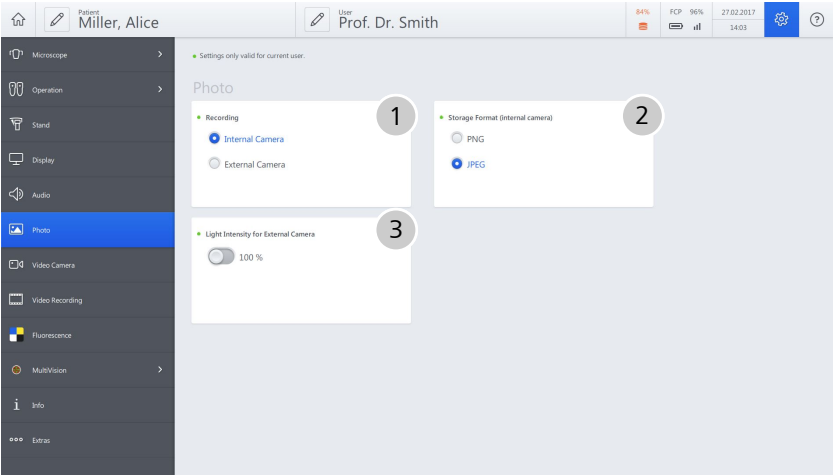 Patient
Miller, Alice
User
Prof. Dr. Smith
84%
FCP 96%
27.02.2017
14:03
?
Microscope
Operation
Stand
Display
Audio
Photo
Video Camera
Video Recording
Fluorescence
MultiVision
i Info
Extras
Settings only valid for current user.
Photo
Recording
1
Internal Camera
External Camera
Storage Format (internal camera)
2
PNG
JPEG
Light Intensity for External Camera
3
100 %